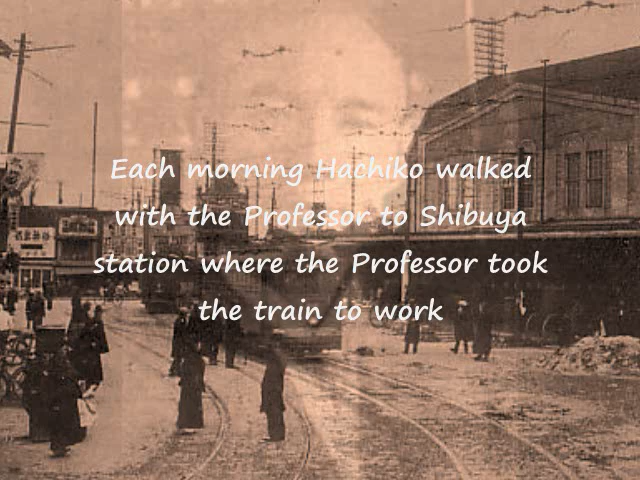 Each morning Hachiko walked
with the Professor to Shibuya
station where the Professor took
the train to work